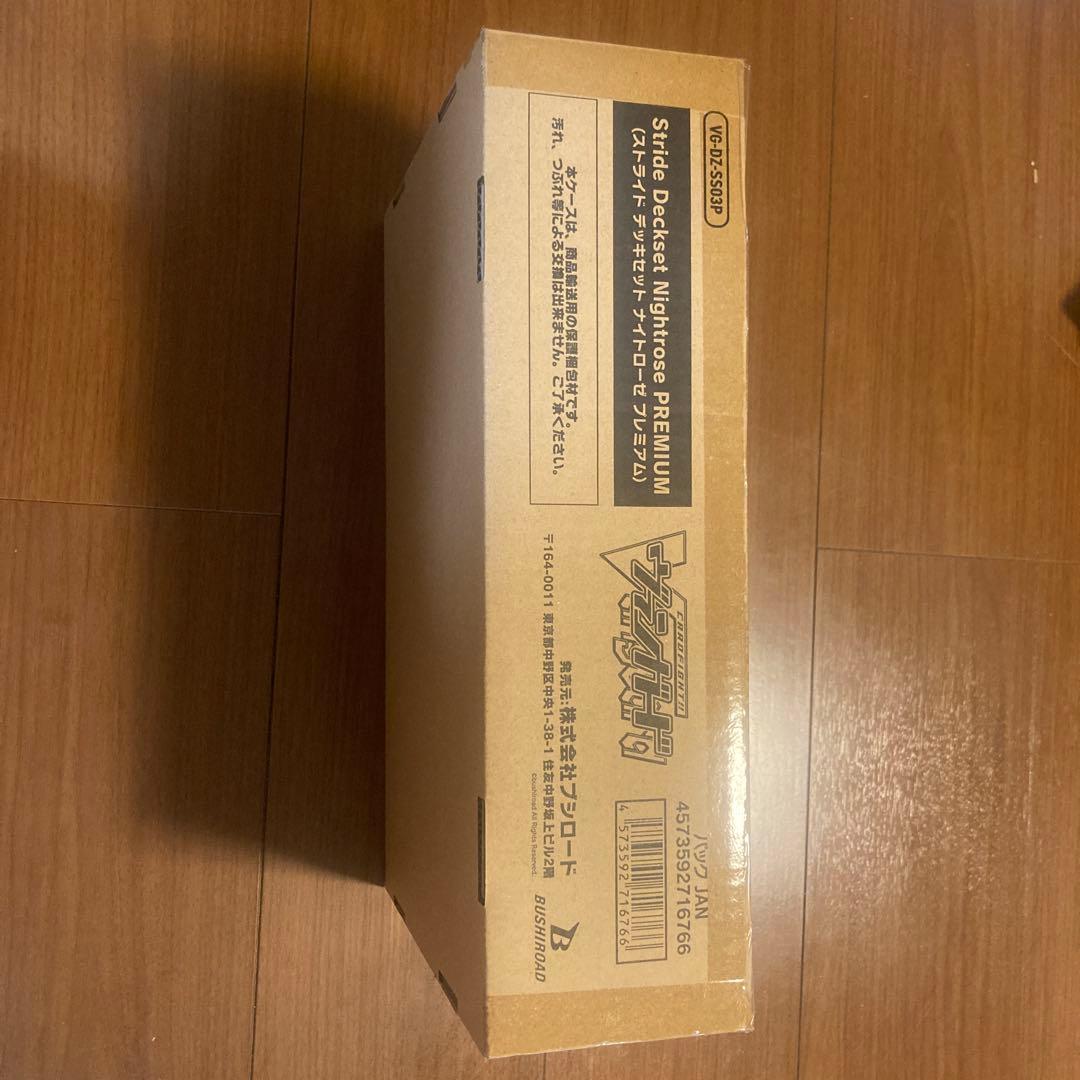 VG-DZ-SS03P
Stride Deckset Nightrose PREMIUM
(ストライド デッキセット ナイトローゼ プレミアム)
本ケースは、商品輸送用の保護梱包材です。
汚れ、つぶれ等による交換は出来ません。ご了承ください。
CARDFIGHT!!
ヴァンガード
発売元:株式会社ブシロード
〒164-0011 東京都中野区中央1-38-1 住友中野坂上ビル2階
©bushiroad All Rights Reserved.
BUSHIROAD
パック JAN
4573592716766
4 573592 716766